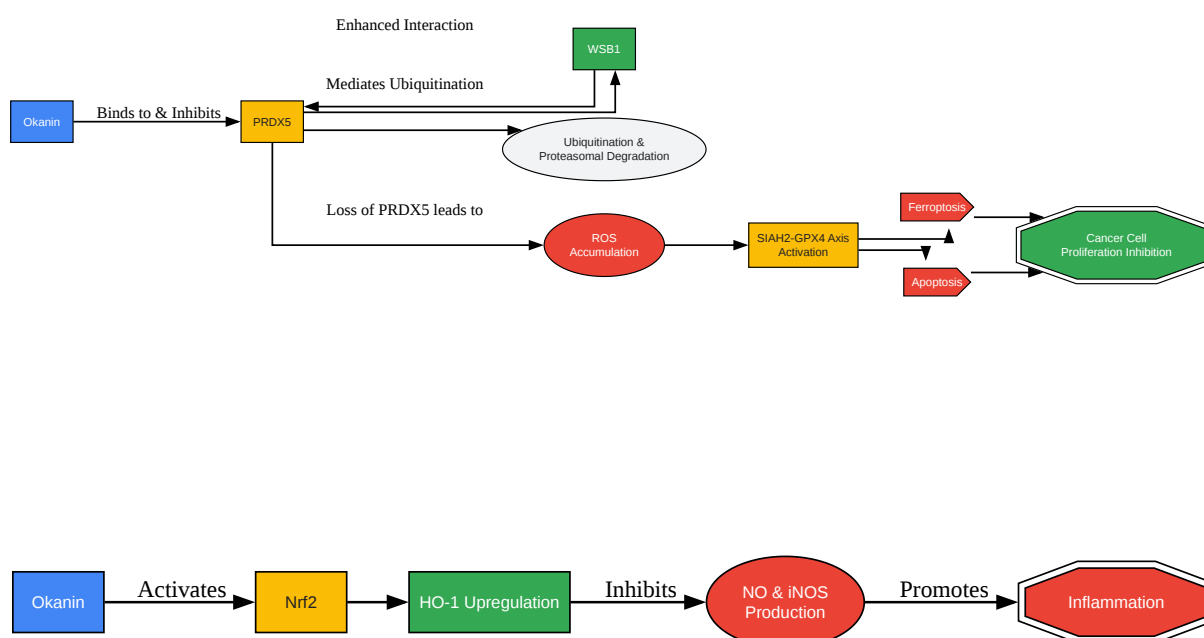 Enhanced Interaction
WSB1
Mediates Ubiquitination
Okanin
Binds to & Inhibits
PRDX5
Ubiquitination &
Proteasomal Degradation
Loss of PRDX5 leads to
ROS
Accumulation
SIAH2-GPX4 Axis
Activation
Ferroptosis
Apoptosis
Cancer Cell
Proliferation Inhibition
Okanin
Activates
Nrf2
HO-1 Upregulation
Inhibits
NO & iNOS
Production
Promotes
Inflammation